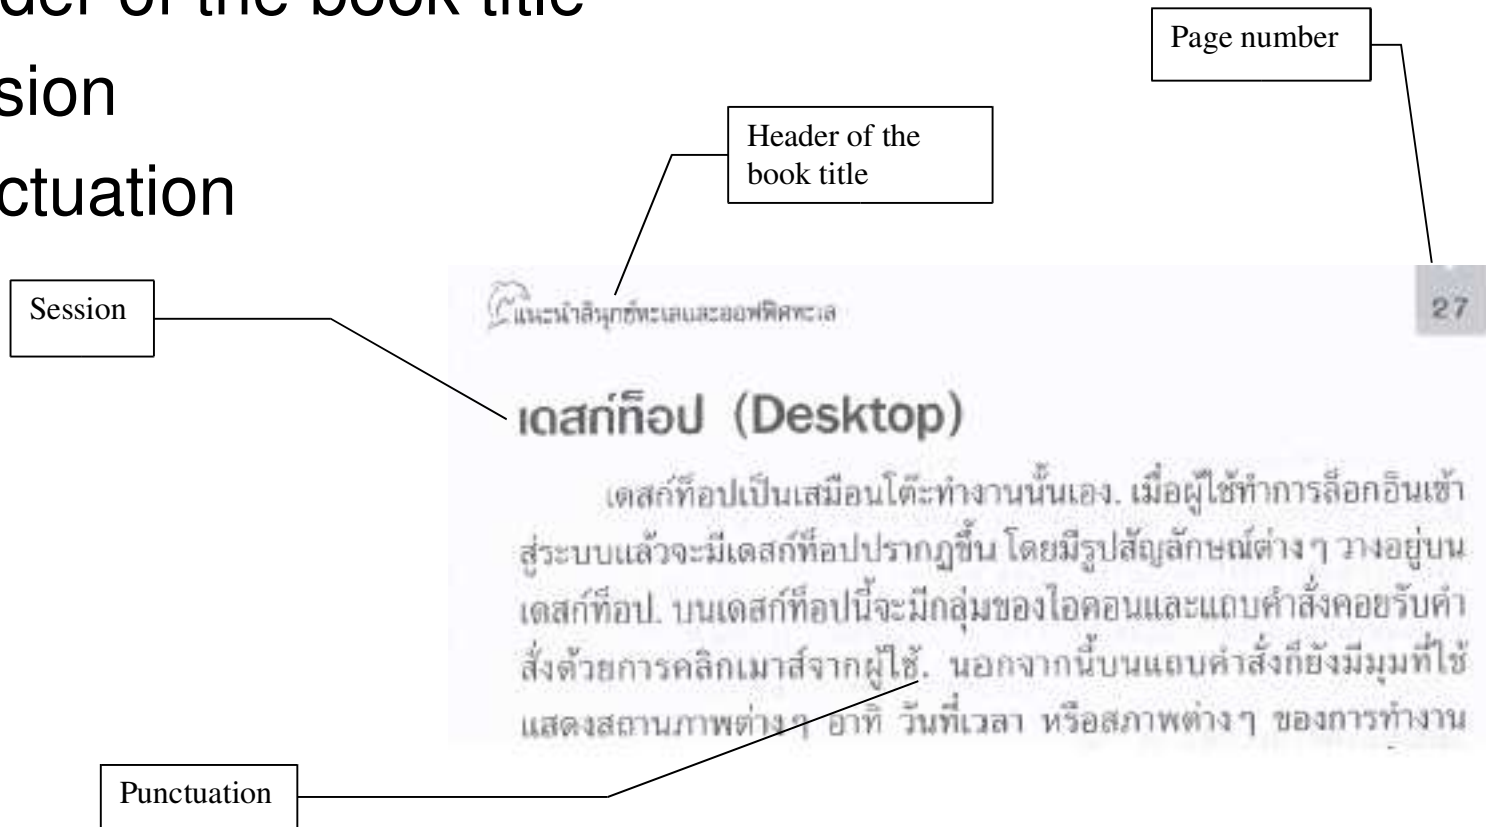 der of the book title
sion
ctuation
Page number
Header of the
book title
Session
แนะนำลินุกซ์ทะเลและออฟฟิศทะเล
27
เดสก์ท็อป (Desktop)
เดสก์ท็อปเป็นเสมือนโต๊ะทำงานนั้นเอง. เมื่อผู้ใช้ทำการล็อกอินเข้า
สู่ระบบแล้วจะมีเดสก์ท็อปปรากฏขึ้น โดยมีรูปสัญลักษณ์ต่าง ๆ วางอยู่บน
เดสก์ท็อป. บนเดสก์ท็อปนี้จะมีกลุ่มของไอคอนและแถบคำสั่งคอยรับคำ
สั่งด้วยการคลิกเมาส์จากผู้ใช้. นอกจากนี้บนแถบคำสั่งก็ยังมีมุมที่ใช้
แสดงสถานภาพต่าง ๆ อาทิ วันที่เวลา หรือสภาพต่าง ๆ ของการทำงาน
Punctuation